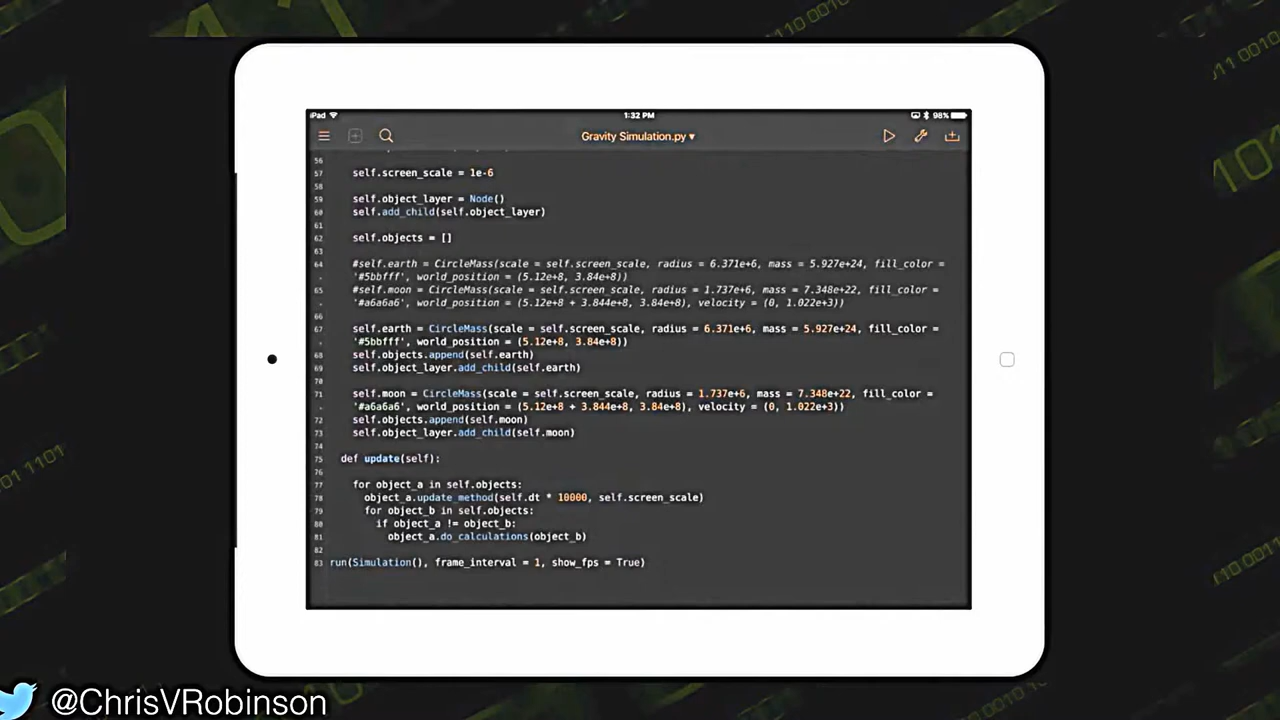 iPad
1:32 PM
98%
Gravity Simulation.py ▾
56
57 self.screen_scale = 1e-6
58
59 self.object_layer = Node()
60 self.add_child(self.object_layer)
61
62 self.objects = []
63
64 #self.earth = CircleMass(scale = self.screen_scale, radius = 6.371e+6, mass = 5.927e+24, fill_color =
. '#5bbfff', world_position = (5.12e+8, 3.84e+8))
65 #self.moon = CircleMass(scale = self.screen_scale, radius = 1.737e+6, mass = 7.348e+22, fill_color =
. '#a6a6a6', world_position = (5.12e+8 + 3.844e+8, 3.84e+8), velocity = (0, 1.022e+3))
66
67 self.earth = CircleMass(scale = self.screen_scale, radius = 6.371e+6, mass = 5.927e+24, fill_color =
. '#5bbfff', world_position = (5.12e+8, 3.84e+8))
68 self.objects.append(self.earth)
69 self.object_layer.add_child(self.earth)
70
71 self.moon = CircleMass(scale = self.screen_scale, radius = 1.737e+6, mass = 7.348e+22, fill_color =
. '#a6a6a6', world_position = (5.12e+8 + 3.844e+8, 3.84e+8), velocity = (0, 1.022e+3))
72 self.objects.append(self.moon)
73 self.object_layer.add_child(self.moon)
74
75 def update(self):
76
77 for object_a in self.objects:
78 object_a.update_method(self.dt * 10000, self.screen_scale)
79 for object_b in self.objects:
80 if object_a != object_b:
81 object_a.do_calculations(object_b)
82
83 run(Simulation(), frame_interval = 1, show_fps = True)
@ChrisVRobinson